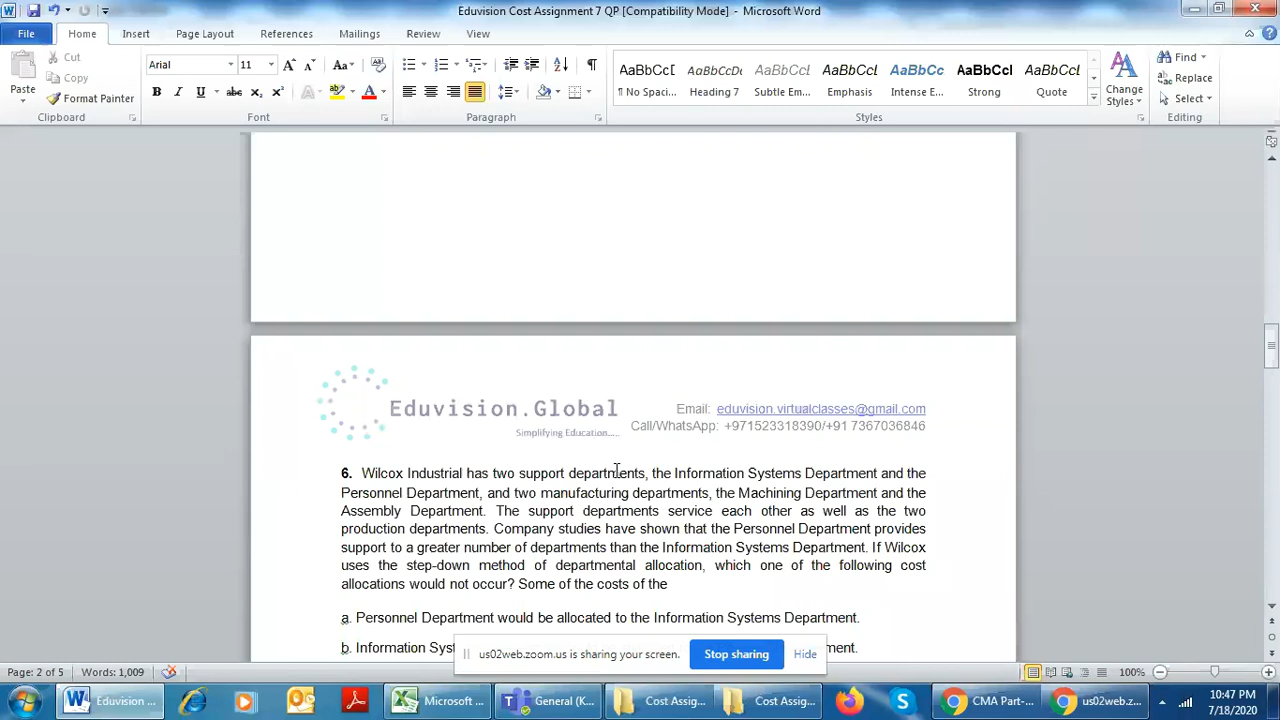 Eduvision Cost Assignment 7 QP [Compatibility Mode] - Microsoft Word
File Home Insert Page Layout References Mailings Review View
Paste
Cut
Copy
Format Painter
Clipboard
Arial 11
Font
Paragraph
AaBbCcD AaBbCcDc AaBbCcD AaBbCcD AaBbCc AaBbCc AaBbCcD
¶ No Spaci... Heading 7 Subtle Em... Emphasis Intense E... Strong Quote
Change Styles
Styles
Find
Replace
Select
Editing
Eduvision.Global
Simplifying Education.....
Email: eduvision.virtualclasses@gmail.com
Call/WhatsApp: +971523318390/+91 7367036846
6. Wilcox Industrial has two support departments, the Information Systems Department and the
Personnel Department, and two manufacturing departments, the Machining Department and the
Assembly Department. The support departments service each other as well as the two
production departments. Company studies have shown that the Personnel Department provides
support to a greater number of departments than the Information Systems Department. If Wilcox
uses the step-down method of departmental allocation, which one of the following cost
allocations would not occur? Some of the costs of the
a. Personnel Department would be allocated to the Information Systems Department.
b. Information Syst ment.
us02web.zoom.us is sharing your screen. Stop sharing Hide
Page: 2 of 5 Words: 1,009 100%
Eduvision ... Microsoft ... General (K... Cost Assig... Cost Assig... CMA Part-... us02web.z...
10:47 PM
7/18/2020